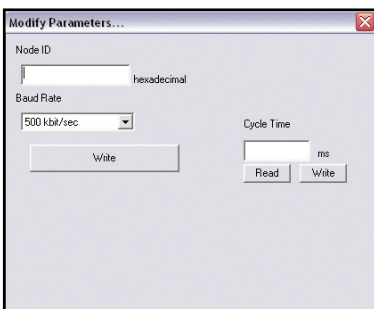 Modify Parameters...
Node ID
hexadecimal
Baud Rate
500 kbit/sec
Write
Cycle Time
ms
Read Write